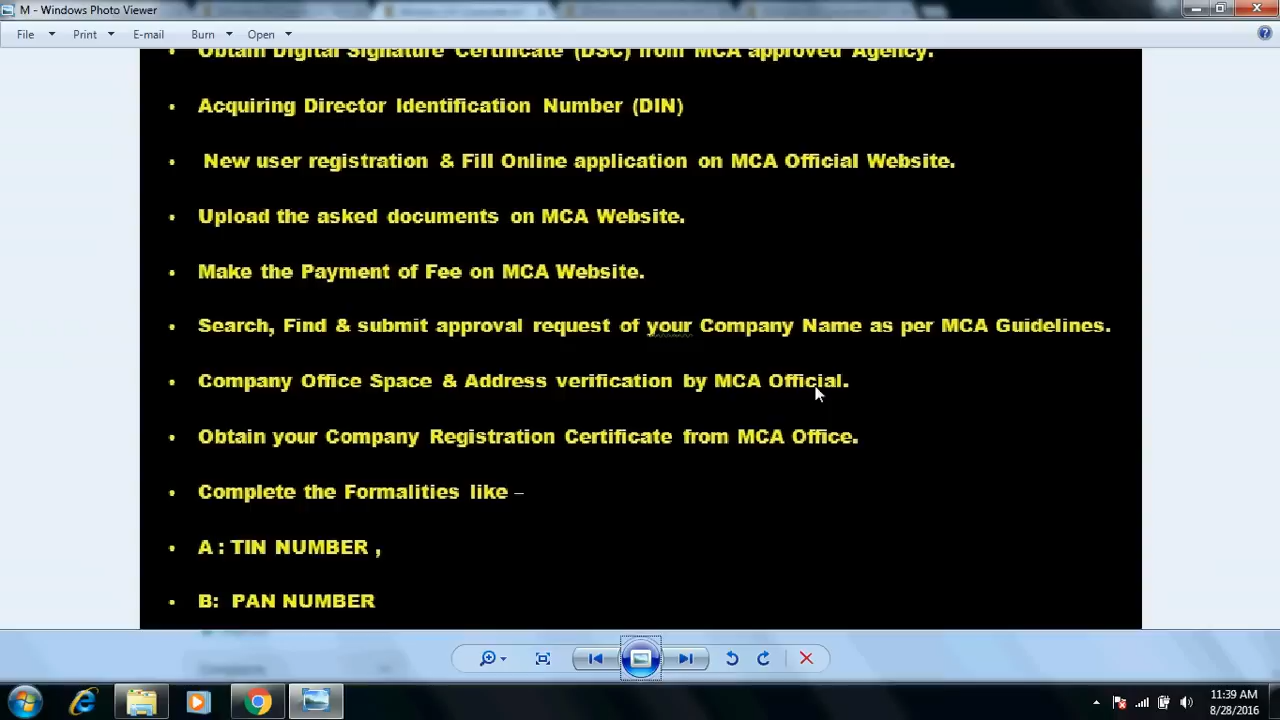 M - Windows Photo Viewer
File Print E-mail Burn Open
• Obtain Digital Signature Certificate (DSC) from MCA approved Agency.
• Acquiring Director Identification Number (DIN)
• New user registration & Fill Online application on MCA Official Website.
• Upload the asked documents on MCA Website.
• Make the Payment of Fee on MCA Website.
• Search, Find & submit approval request of your Company Name as per MCA Guidelines.
• Company Office Space & Address verification by MCA Official.
• Obtain your Company Registration Certificate from MCA Office.
• Complete the Formalities like –
• A : TIN NUMBER ,
• B: PAN NUMBER
11:39 AM
8/28/2016